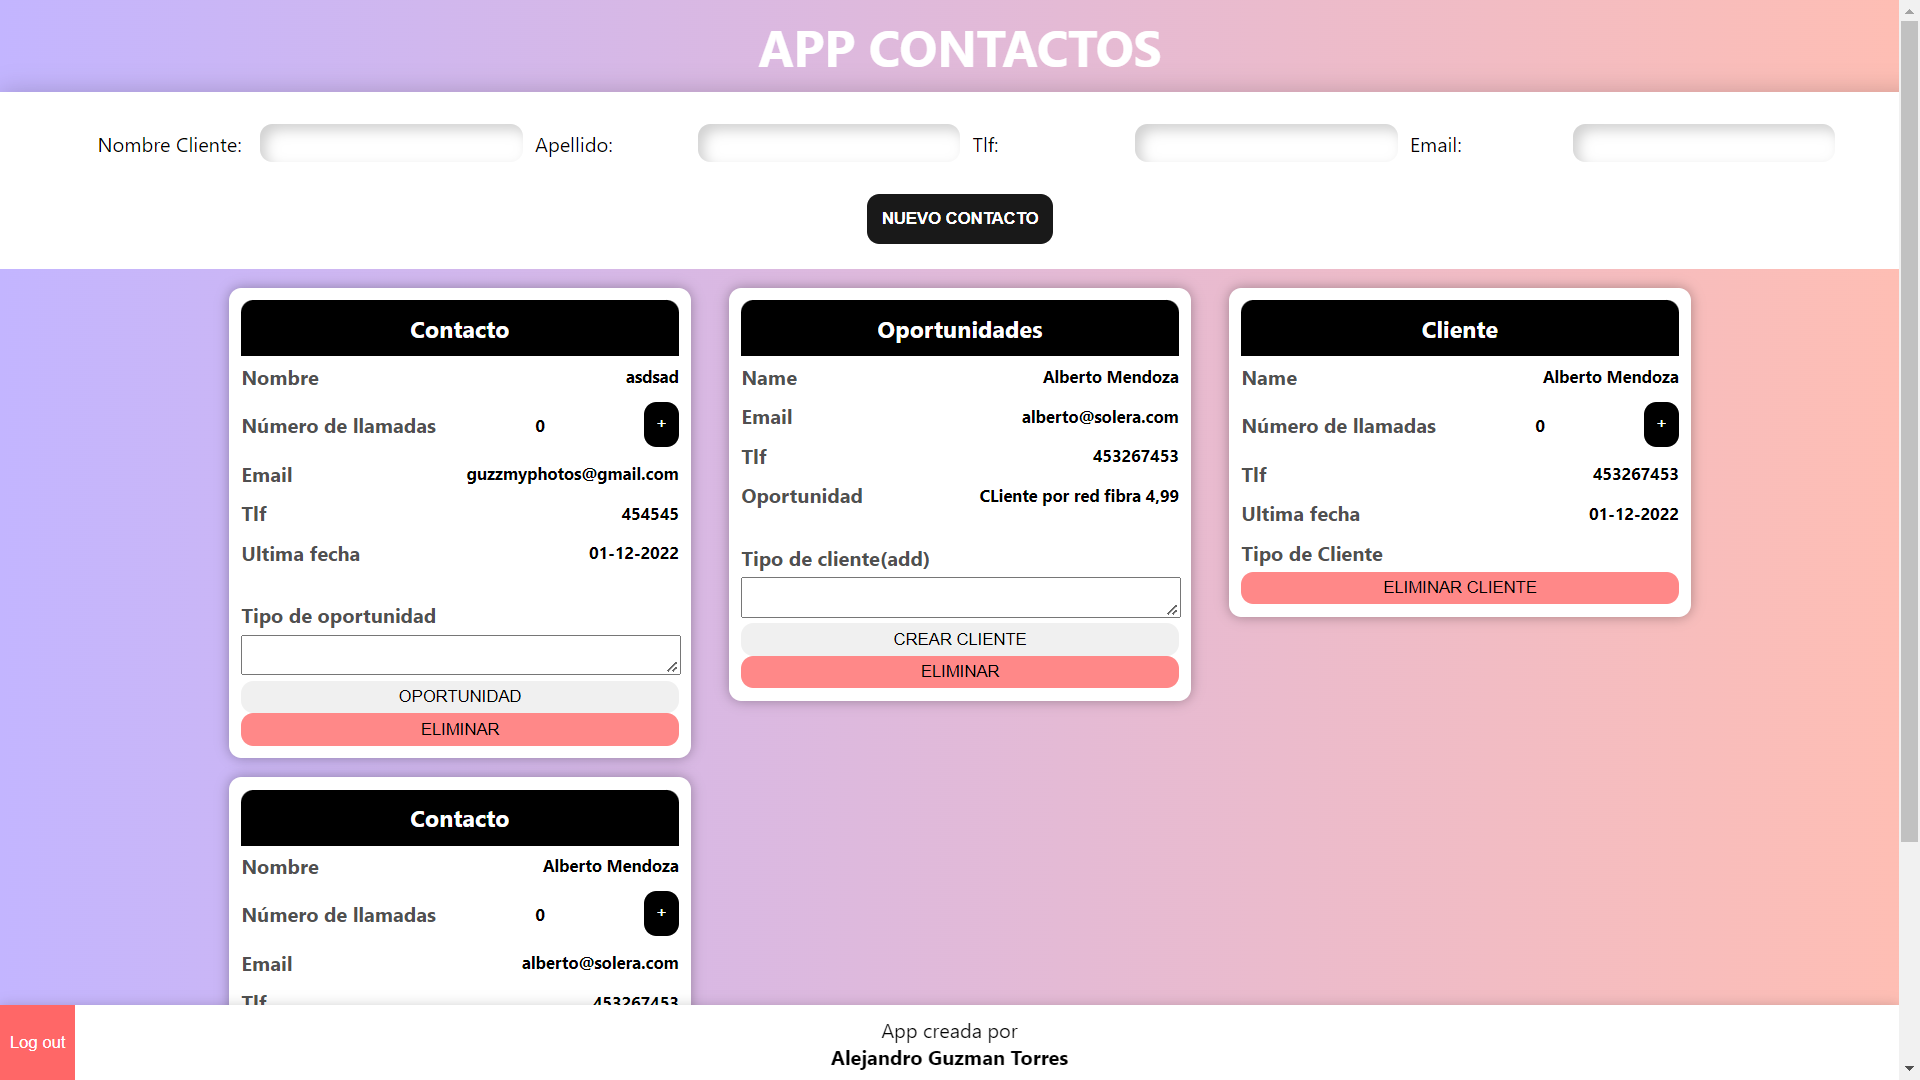 APP CONTACTOS
Nombre Cliente: Apellido: Tlf: Email:
NUEVO CONTACTO
Contacto
Nombre asdsad
Número de llamadas 0 +
Email guzzmyphotos@gmail.com
Tlf 454545
Ultima fecha 01-12-2022
Tipo de oportunidad
OPORTUNIDAD
ELIMINAR
Contacto
Nombre Alberto Mendoza
Número de llamadas 0 +
Email alberto@solera.com
Tlf 453267453
Oportunidades
Name Alberto Mendoza
Email alberto@solera.com
Tlf 453267453
Oportunidad CLiente por red fibra 4,99
Tipo de cliente(add)
CREAR CLIENTE
ELIMINAR
Cliente
Name Alberto Mendoza
Número de llamadas 0 +
Tlf 453267453
Ultima fecha 01-12-2022
Tipo de Cliente
ELIMINAR CLIENTE
Log out
App creada por
Alejandro Guzman Torres